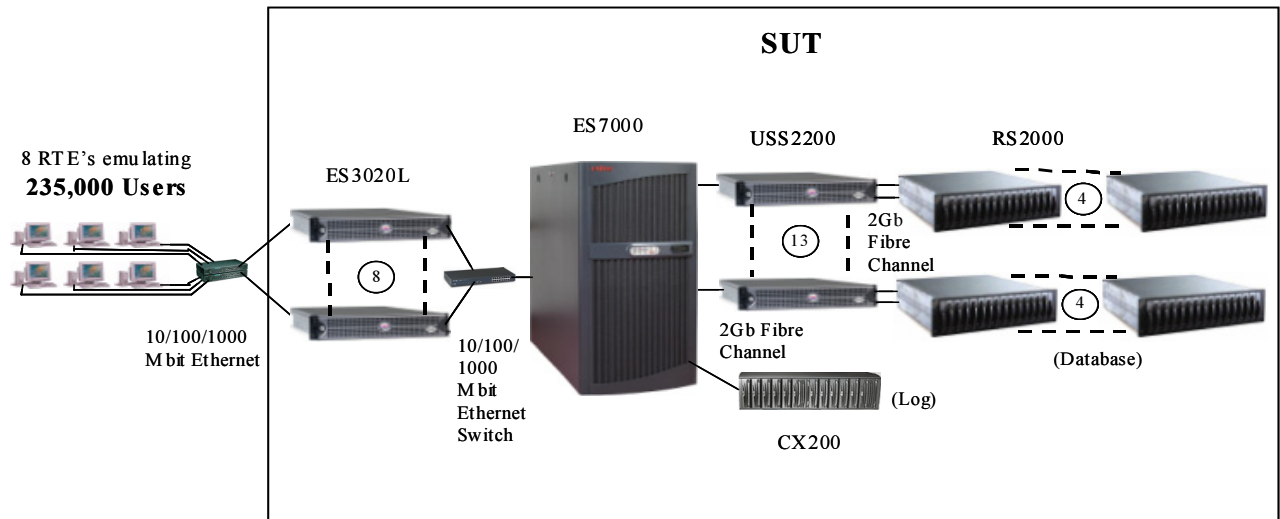 SUT
8 RTE's emulating
235,000 Users
10/100/1000
Mbit Ethernet
ES3020L
8
10/100/
1000
Mbit
Ethernet
Switch
ES7000
USS2200
13
2Gb
Fibre
Channel
2Gb Fibre
Channel
RS2000
4
4
(Database)
(Log)
CX200